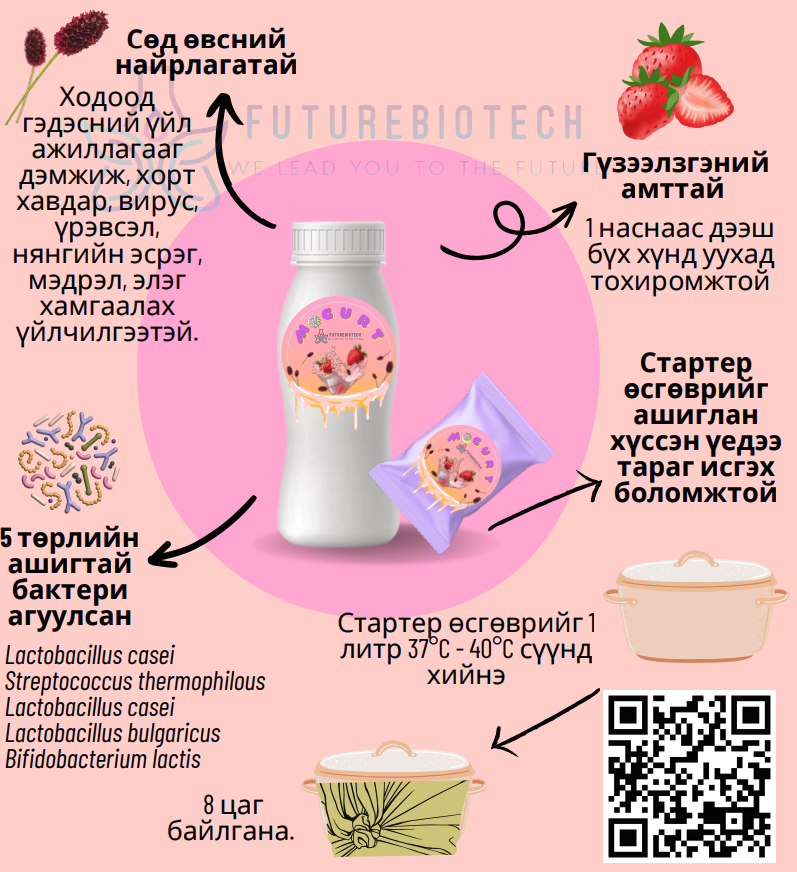 Сөд өвсний
найрлагатай
Ходоод
гэдэсний үйл
ажиллагааг
дэмжиж, хорт
хавдар, вирус,
үрэвсэл,
нянгийн эсрэг,
мэдрэл, элэг
хамгаалах
үйлчилгээтэй.
FUTUREBIOTECH
WE LEAD YOU TO THE FUTURE
Гүзээлзгэний
амттай
1 наснаас дээш
бүх хүнд уухад
тохиромжтой
MOGURT
FUTUREBIOTECH
MOGURT
Стартер
өсгөврийг
ашиглан
хүссэн үедээ
тараг исгэх
боломжтой
5 төрлийн
ашигтай
бактери
агуулсан
Lactobacillus casei
Streptococcus thermophilous
Lactobacillus casei
Lactobacillus bulgaricus
Bifidobacterium lactis
Стартер өсгөврийг 1
литр 37°C - 40°C сүүнд
хийнэ
8 цаг
байлгана.